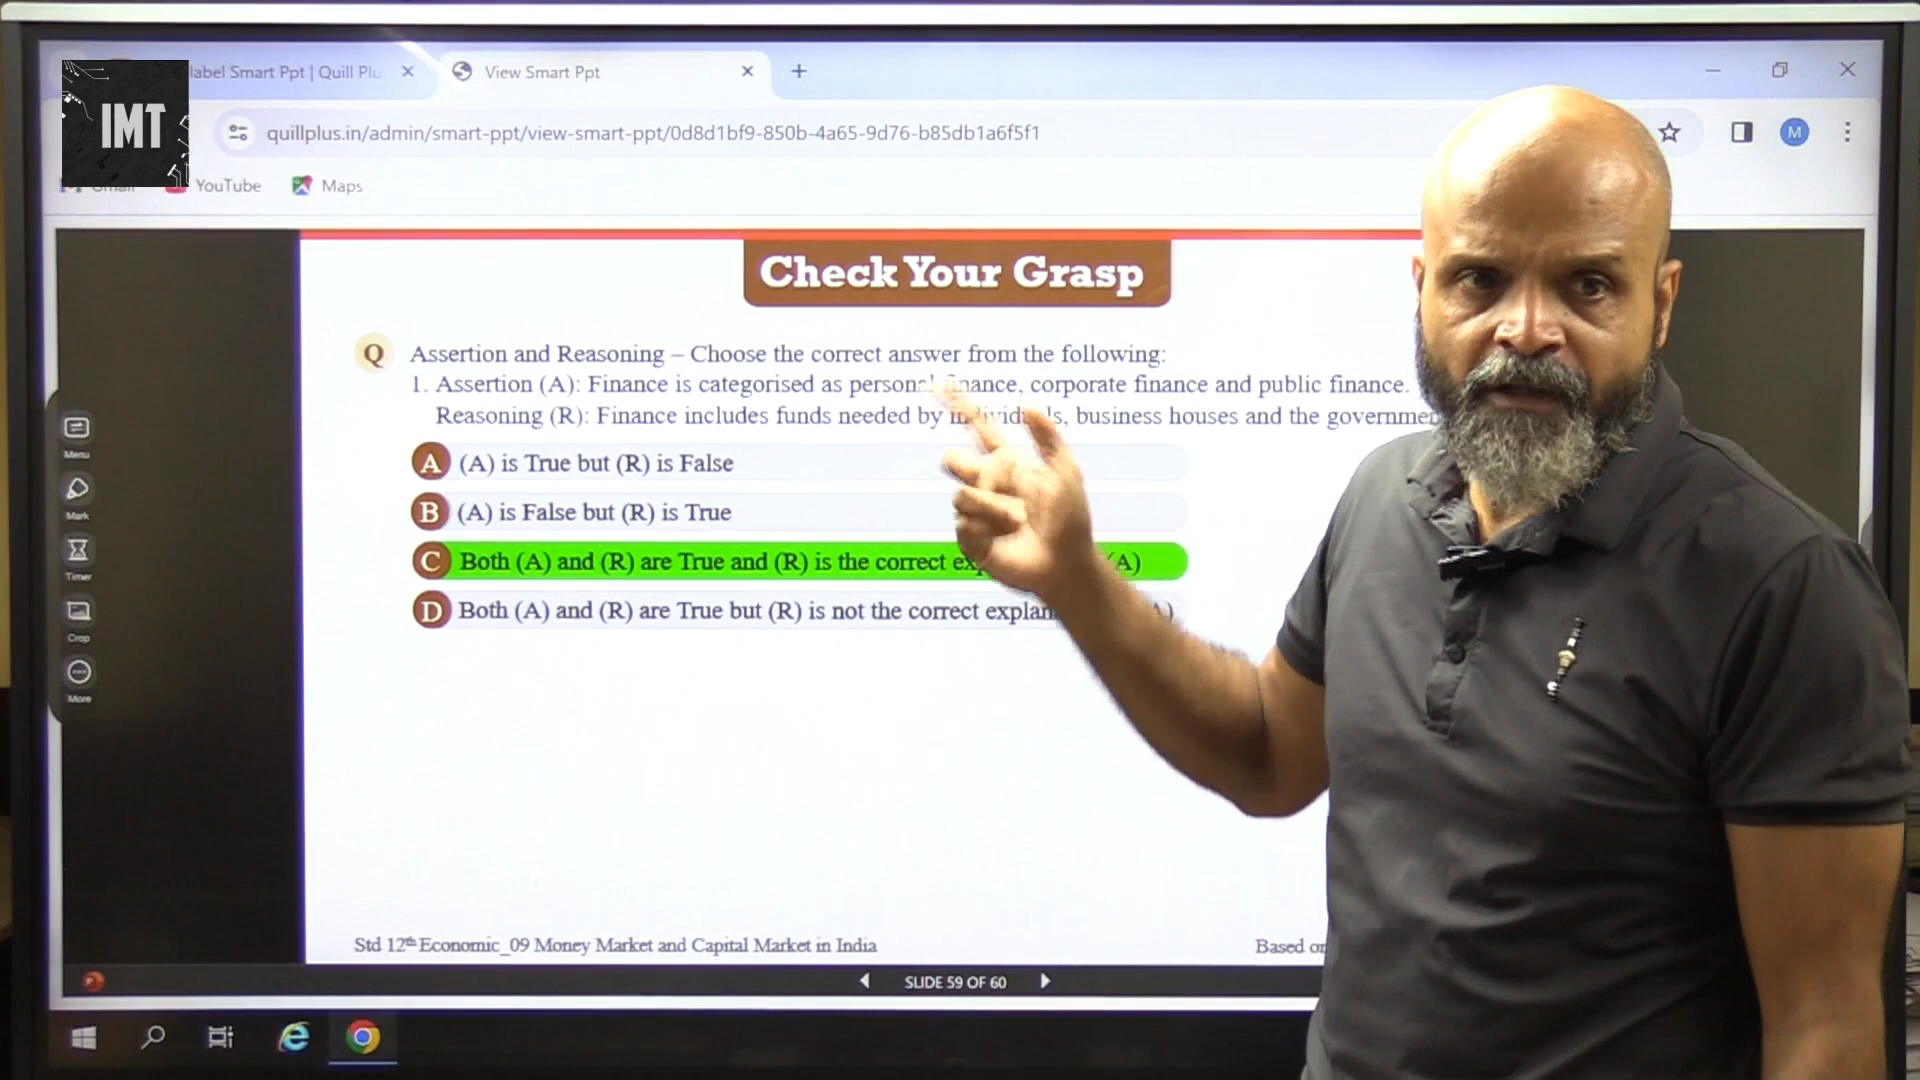 label Smart Ppt | Quill Plu
View Smart Ppt
IMT
quillplus.in/admin/smart-ppt/view-smart-ppt/0d8d1bf9-850b-4a65-9d76-b85db1a6f5f1
M
Gmail
YouTube
Maps
Check Your Grasp
Q Assertion and Reasoning – Choose the correct answer from the following:
1. Assertion (A): Finance is categorised as personal finance, corporate finance and public finance.
Reasoning (R): Finance includes funds needed by individuals, business houses and the governmen
A (A) is True but (R) is False
B (A) is False but (R) is True
C Both (A) and (R) are True and (R) is the correct exp (A)
D Both (A) and (R) are True but (R) is not the correct explan A)
Menu
Mark
Timer
Crop
More
Std 12th Economic_09 Money Market and Capital Market in India
Based on
SLIDE 59 OF 60